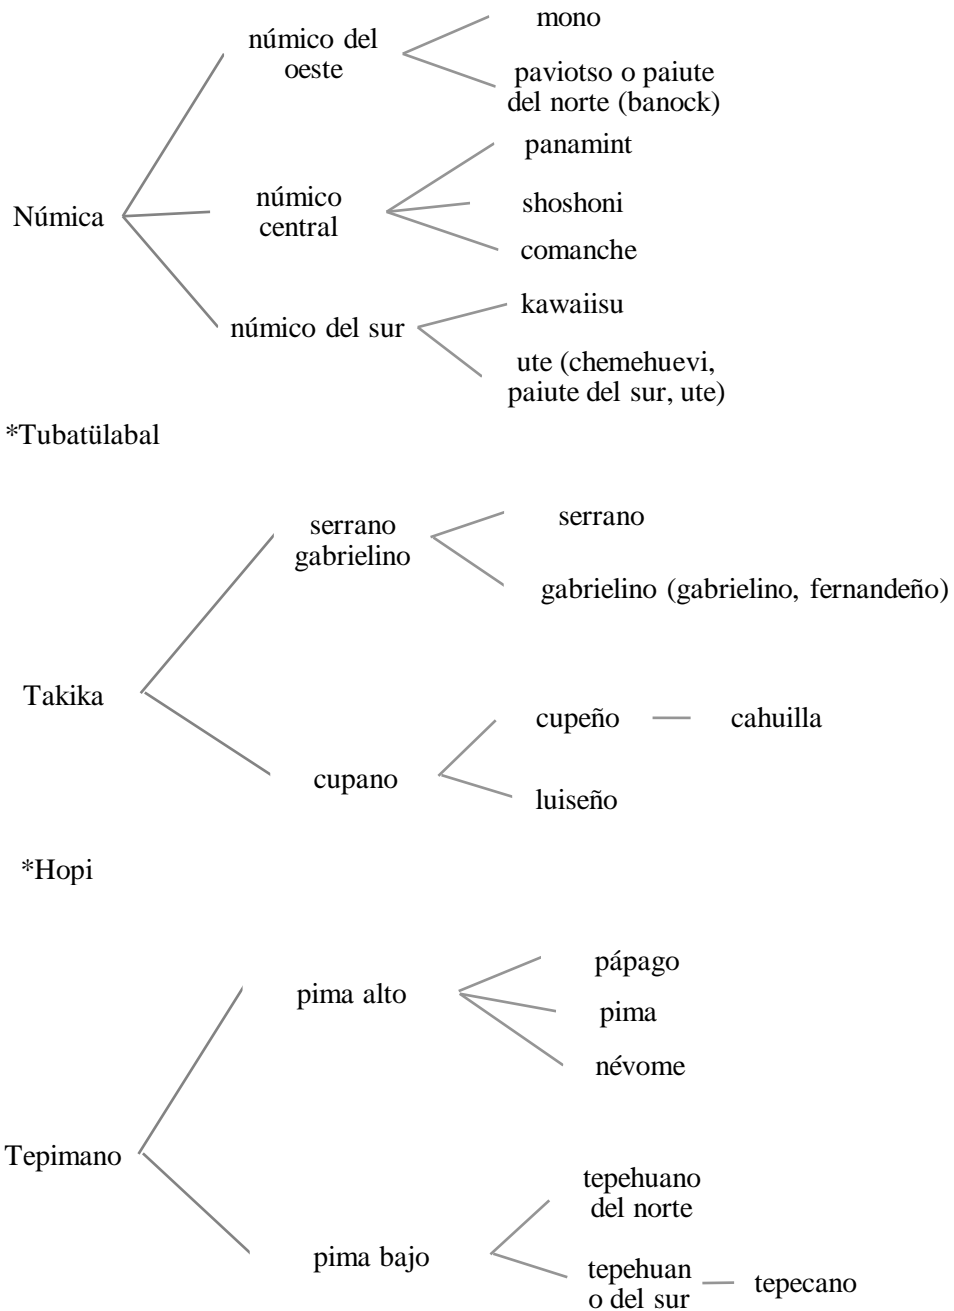 mono
númico del
oeste
paviotso o paiute
del norte (banock)
panamint
Númica
númico
central
shoshoni
comanche
kawaiisu
númico del sur
ute (chemehuevi,
paiute del sur, ute)
*Tubatülabal
serrano
gabrielino
serrano
gabrielino (gabrielino, fernandeño)
Takika
cupeño
cahuilla
cupano
luiseño
*Hopi
pápago
pima alto
pima
névome
Tepimano
tepehuano
del norte
pima bajo
tepehuan
o del sur
tepecano